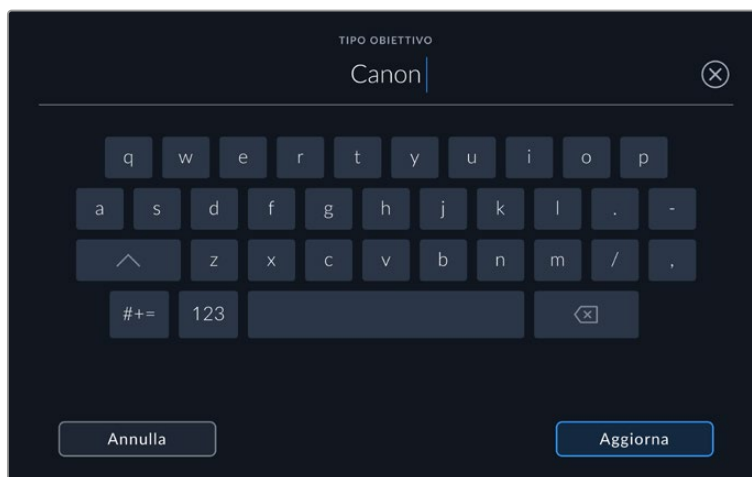 TIPO OBIETTIVO
Canon
q w e r t y u i o p
a s d f g h j k l . -
z x c v b n m / ,
#+= 123
Annulla Aggiorna